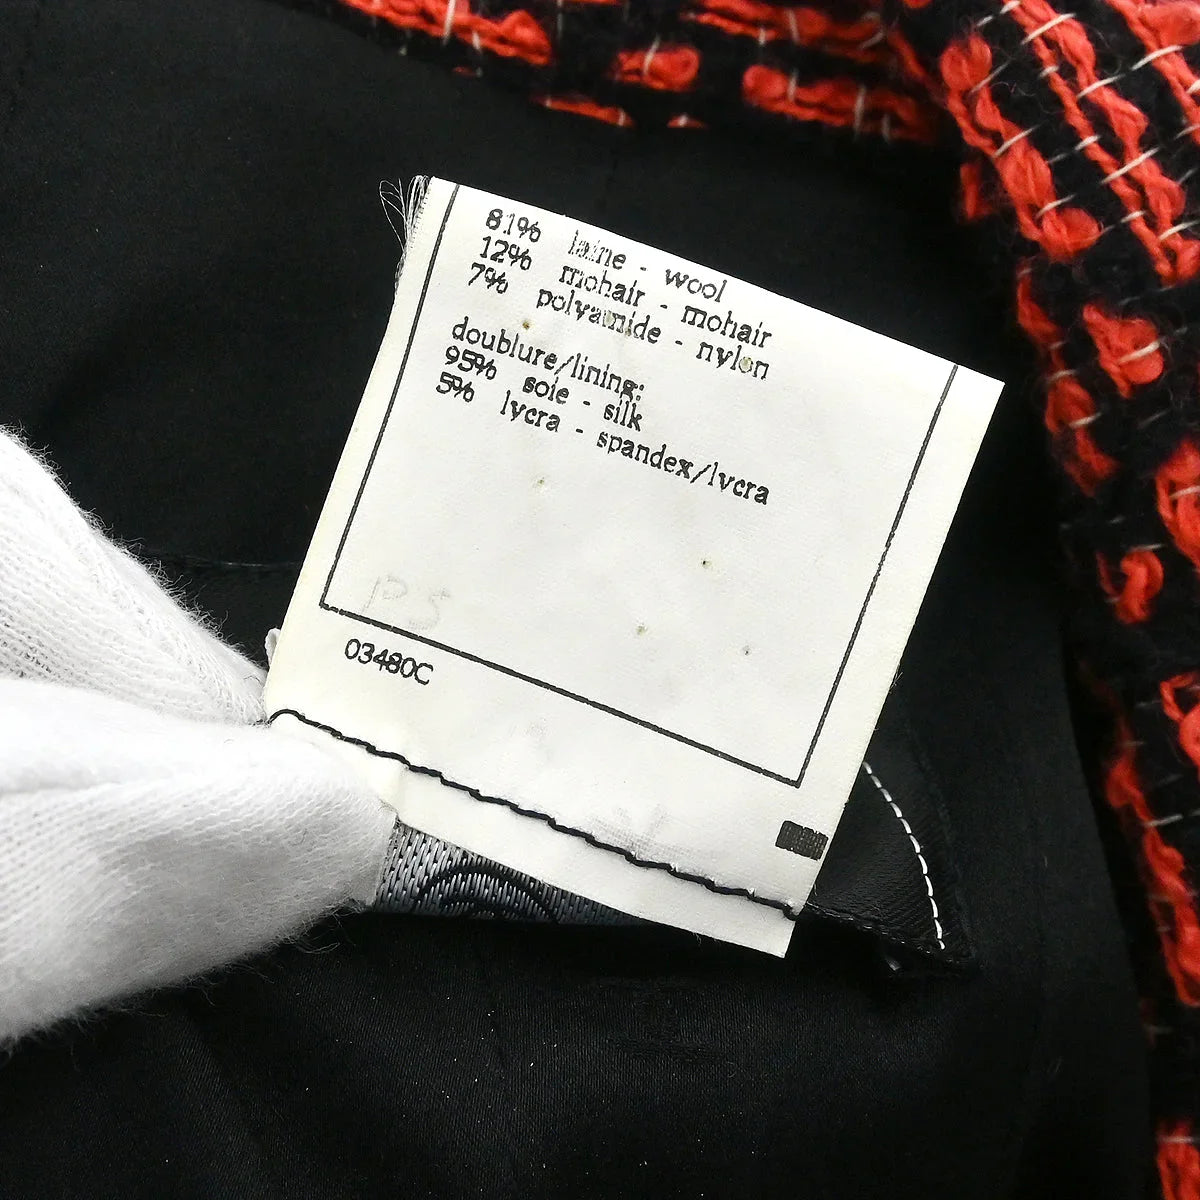 81% laine - wool
12% mohair - mohair
7% polyamide - nylon
doublure/lining:
95% soie - silk
5% lycra - spandex/lycra
P5
03480C